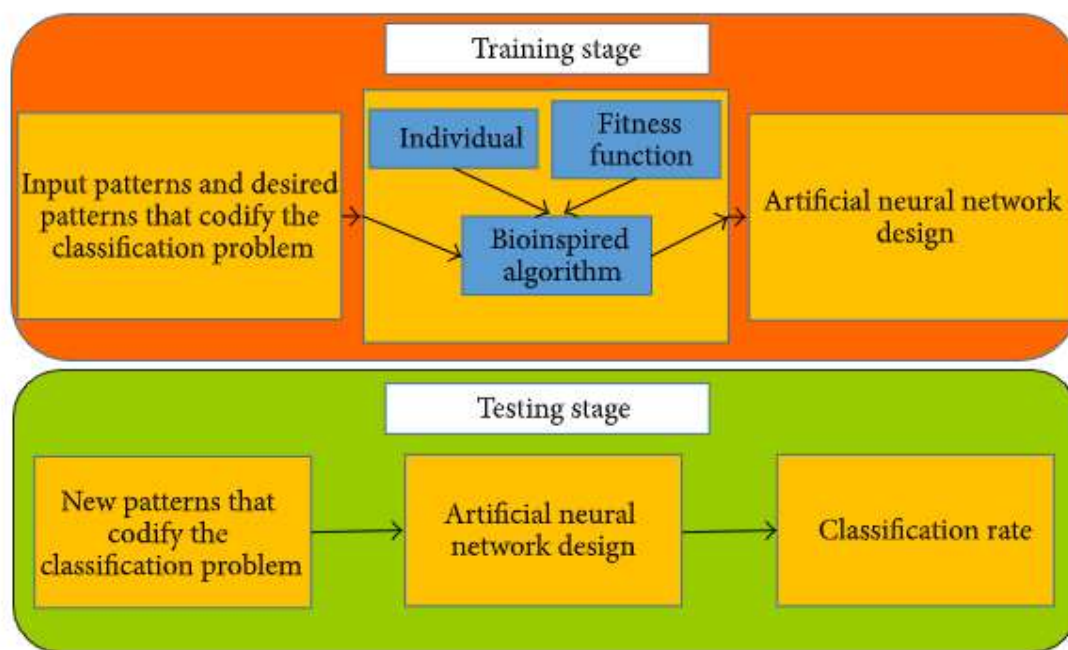 Training stage
Input patterns and desired
patterns that codify the
classification problem
Individual
Fitness
function
Bioinspired
algorithm
Artificial neural network
design
Testing stage
New patterns that
codify the
classification problem
Artificial neural
network design
Classification rate